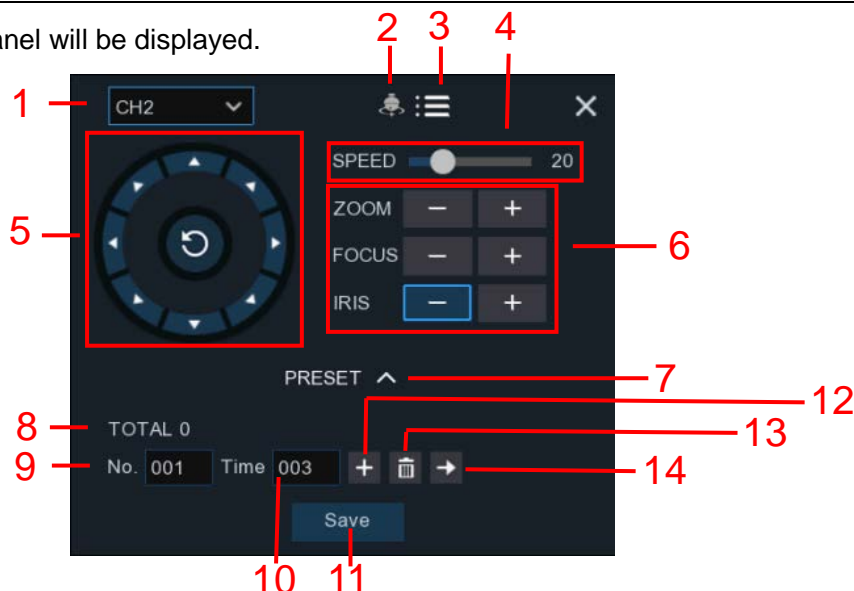 anel will be displayed.
2 3 4
1 CH2
SPEED 20
ZOOM − +
5 FOCUS − + 6
IRIS − +
PRESET 7
12
8 TOTAL 0 13
9 No. 001 Time 003 + 14
Save
10 11